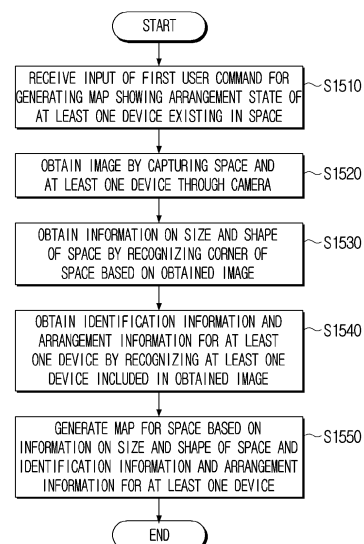 START
RECEIVE INPUT OF FIRST USER COMMAND FOR
GENERATING MAP SHOWING ARRANGEMENT STATE OF
AT LEAST ONE DEVICE EXISTING IN SPACE
S1510
OBTAIN IMAGE BY CAPTURING SPACE AND
AT LEAST ONE DEVICE THROUGH CAMERA
S1520
OBTAIN INFORMATION ON SIZE AND SHAPE
OF SPACE BY RECOGNIZING CORNER OF
SPACE BASED ON OBTAINED IMAGE
S1530
OBTAIN IDENTIFICATION INFORMATION AND
ARRANGEMENT INFORMATION FOR AT LEAST
ONE DEVICE BY RECOGNIZING AT LEAST ONE
DEVICE INCLUDED IN OBTAINED IMAGE
S1540
GENERATE MAP FOR SPACE BASED ON
INFORMATION ON SIZE AND SHAPE OF SPACE AND
IDENTIFICATION INFORMATION AND ARRANGEMENT
INFORMATION FOR AT LEAST ONE DEVICE
S1550
END